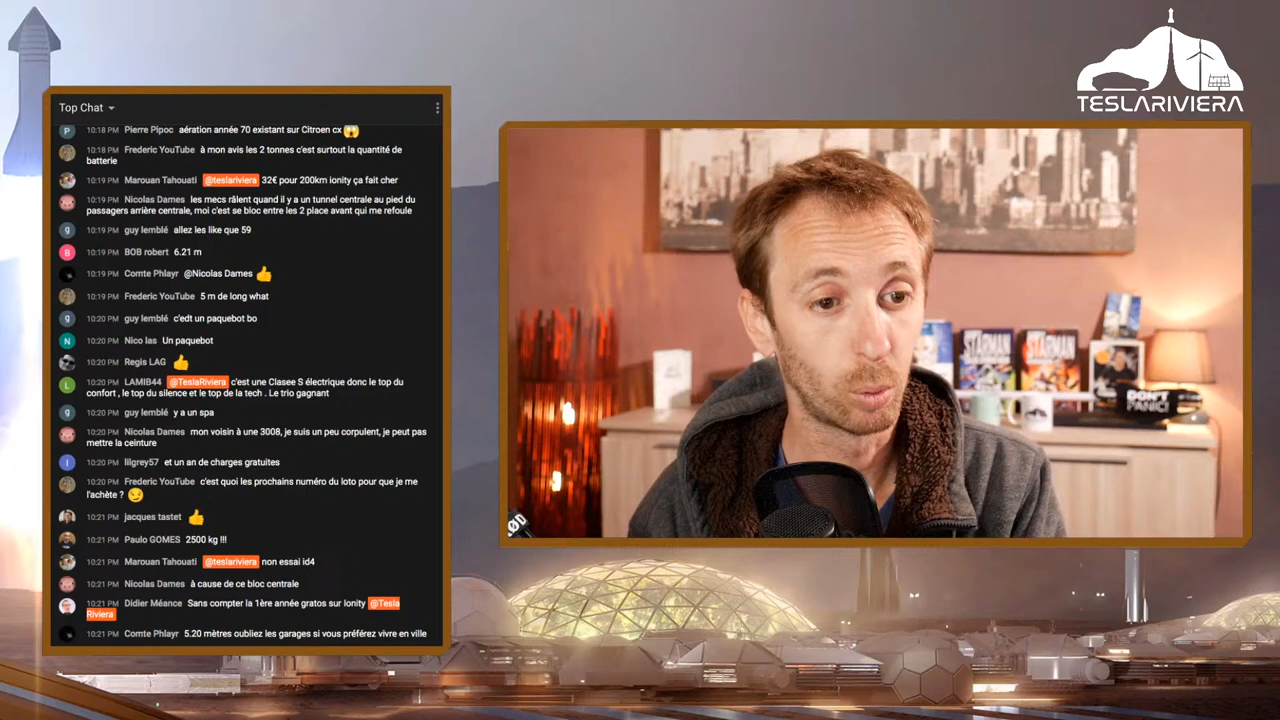 TESLARIVIERA
Top Chat
P 10:18 PM Pierre Pipoc aération année 70 existant sur Citroen cx 😱
10:18 PM Frederic YouTube à mon avis les 2 tonnes c'est surtout la quantité de
batterie
10:19 PM Marouan Tahouati @teslariviera 32€ pour 200km ionity ça fait cher
10:19 PM Nicolas Dames les mecs râlent quand il y a un tunnel centrale au pied du
passagers arrière centrale, moi c'est se bloc entre les 2 place avant qui me refoule
g 10:19 PM guy lemblé allez les like que 59
B 10:19 PM BOB robert 6.21 m
10:19 PM Comte Phlayr @Nicolas Dames 👍
10:19 PM Frederic YouTube 5 m de long what
g 10:20 PM guy lemblé c'edt un paquebot bo
N 10:20 PM Nico las Un paquebot
10:20 PM Regis LAG 👍
L 10:20 PM LAMIB44 @TeslaRiviera c'est une Clasee S électrique donc le top du
confort , le top du silence et le top de la tech . Le trio gagnant
g 10:20 PM guy lemblé y a un spa
10:20 PM Nicolas Dames mon voisin à une 3008, je suis un peu corpulent, je peut pas
mettre la ceinture
l 10:20 PM lilgrey57 et un an de charges gratuites
10:20 PM Frederic YouTube c'est quoi les prochains numéro du loto pour que je me
l'achète ? 😏
10:21 PM jacques tastet 👍
10:21 PM Paulo GOMES 2500 kg !!!
10:21 PM Marouan Tahouati @teslariviera non essai id4
10:21 PM Nicolas Dames à cause de ce bloc centrale
10:21 PM Didier Méance Sans compter la 1ère année gratos sur Ionity @Tesla
Riviera
10:21 PM Comte Phlayr 5.20 mètres oubliez les garages si vous préférez vivre en ville
STARMAN
STARMAN
DON'T
PANIC!